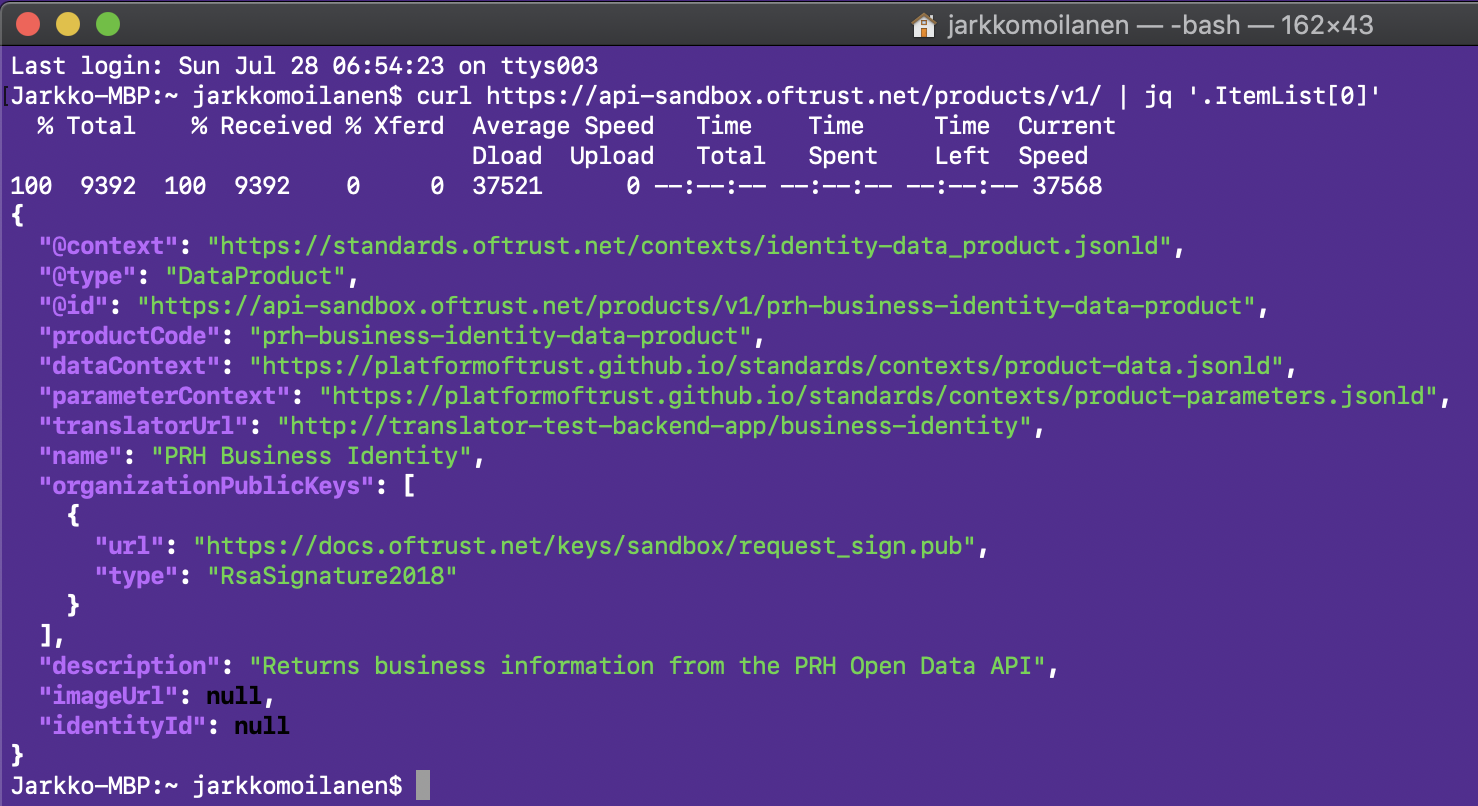 jarkkomoilanen — -bash — 162×43
Last login: Sun Jul 28 06:54:23 on ttys003
[Jarkko-MBP:~ jarkkomoilanen$ curl https://api-sandbox.oftrust.net/products/v1/ | jq '.ItemList[0]'
  % Total    % Received % Xferd  Average Speed   Time    Time     Time  Current
                                 Dload  Upload   Total   Spent    Left  Speed
100  9392  100  9392    0     0  37521      0 --:--:-- --:--:-- --:--:-- 37568
{
  "@context": "https://standards.oftrust.net/contexts/identity-data_product.jsonld",
  "@type": "DataProduct",
  "@id": "https://api-sandbox.oftrust.net/products/v1/prh-business-identity-data-product",
  "productCode": "prh-business-identity-data-product",
  "dataContext": "https://platformoftrust.github.io/standards/contexts/product-data.jsonld",
  "parameterContext": "https://platformoftrust.github.io/standards/contexts/product-parameters.jsonld",
  "translatorUrl": "http://translator-test-backend-app/business-identity",
  "name": "PRH Business Identity",
  "organizationPublicKeys": [
    {
      "url": "https://docs.oftrust.net/keys/sandbox/request_sign.pub",
      "type": "RsaSignature2018"
    }
  ],
  "description": "Returns business information from the PRH Open Data API",
  "imageUrl": null,
  "identityId": null
}
Jarkko-MBP:~ jarkkomoilanen$